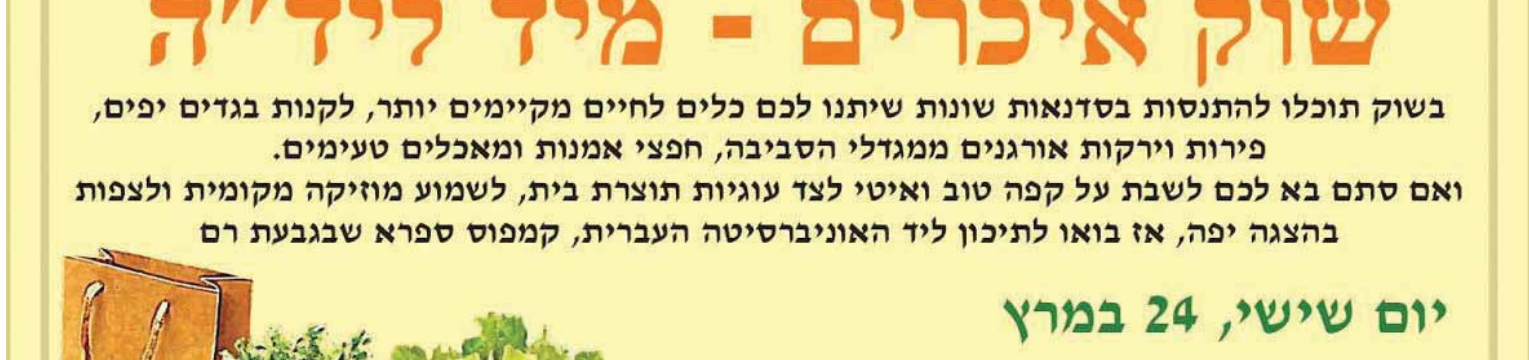 שוק איכרים - מיד ליד״ה
בשוק תוכלו להתנסות בסדנאות שונות שיתנו לכם כלים לחיים מקיימים יותר, לקנות בגדים יפים,
פירות וירקות אורגנים ממגדלי הסביבה, חפצי אמנות ומאכלים טעימים.
ואם סתם בא לכם לשבת על קפה טוב ואיטי לצד עוגיות תוצרת בית, לשמוע מוזיקה מקומית ולצפות
בהצגה יפה, אז בואו לתיכון ליד האוניברסיטה העברית, קמפוס ספרא שבגבעת רם
יום שישי, 24 במרץ